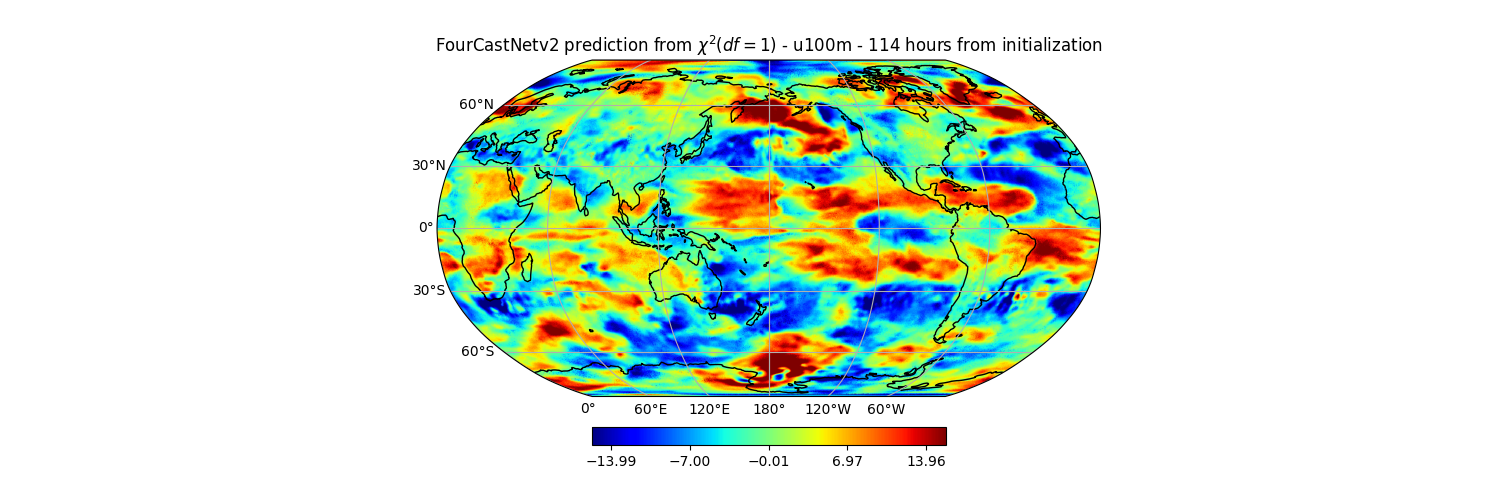 FourCastNetv2 prediction from χ²(df = 1) - u100m - 114 hours from initialization
60°N
30°N
0°
30°S
60°S
0° 60°E 120°E 180° 120°W 60°W
−13.99 −7.00 −0.01 6.97 13.96